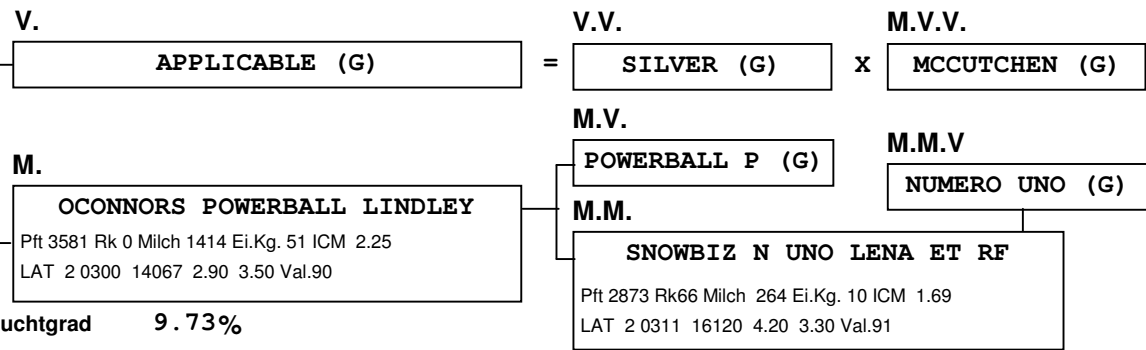 V. V.V. M.V.V.
APPLICABLE (G) = SILVER (G) X MCCUTCHEN (G)
M.V.
POWERBALL P (G)
M.M.V
NUMERO UNO (G)
M.
OCONNORS POWERBALL LINDLEY
Pft 3581 Rk 0 Milch 1414 Ei.Kg. 51 ICM 2.25
LAT 2 0300 14067 2.90 3.50 Val.90
M.M.
SNOWBIZ N UNO LENA ET RF
Pft 2873 Rk66 Milch 264 Ei.Kg. 10 ICM 1.69
LAT 2 0311 16120 4.20 3.30 Val.91
uchtgrad 9.73%